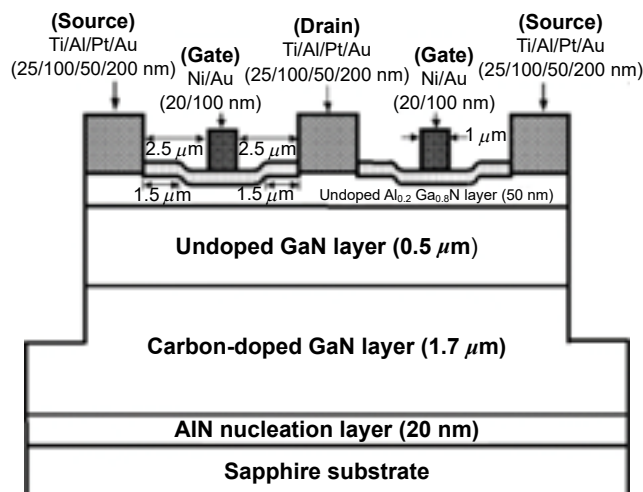 (Source)
Ti/Al/Pt/Au
(25/100/50/200 nm)
(Gate)
Ni/Au
(20/100 nm)
(Drain)
Ti/Al/Pt/Au
(25/100/50/200 nm)
(Gate)
Ni/Au
(20/100 nm)
(Source)
Ti/Al/Pt/Au
(25/100/50/200 nm)
2.5 μm
2.5 μm
1 μm
1.5 μm
1.5 μm
Undoped Al₀.₂ Ga₀.₈N layer (50 nm)
Undoped GaN layer (0.5 μm)
Carbon-doped GaN layer (1.7 μm)
AlN nucleation layer (20 nm)
Sapphire substrate